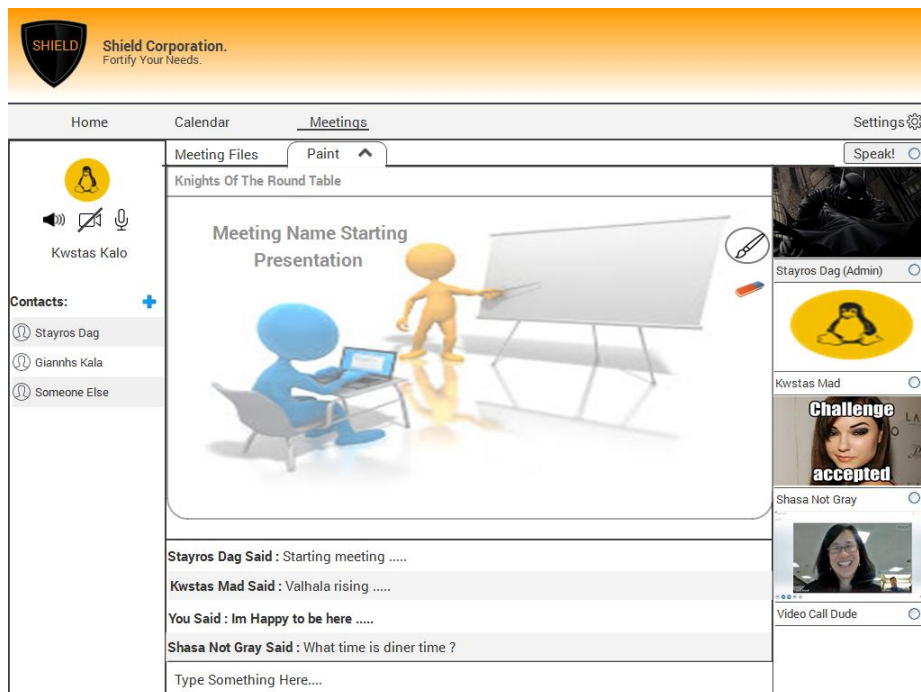 SHIELD
Shield Corporation.
Fortify Your Needs.
Home
Calendar
Meetings
Settings
Meeting Files
Paint
Speak!
Knights Of The Round Table
Kwstas Kalo
Contacts:
Stayros Dag
Giannhs Kala
Someone Else
Meeting Name Starting
Presentation
Stayros Dag (Admin)
Kwstas Mad
Challenge
accepted
Shasa Not Gray
Video Call Dude
Stayros Dag Said : Starting meeting .....
Kwstas Mad Said : Valhala rising .....
You Said : Im Happy to be here .....
Shasa Not Gray Said : What time is diner time ?
Type Something Here....